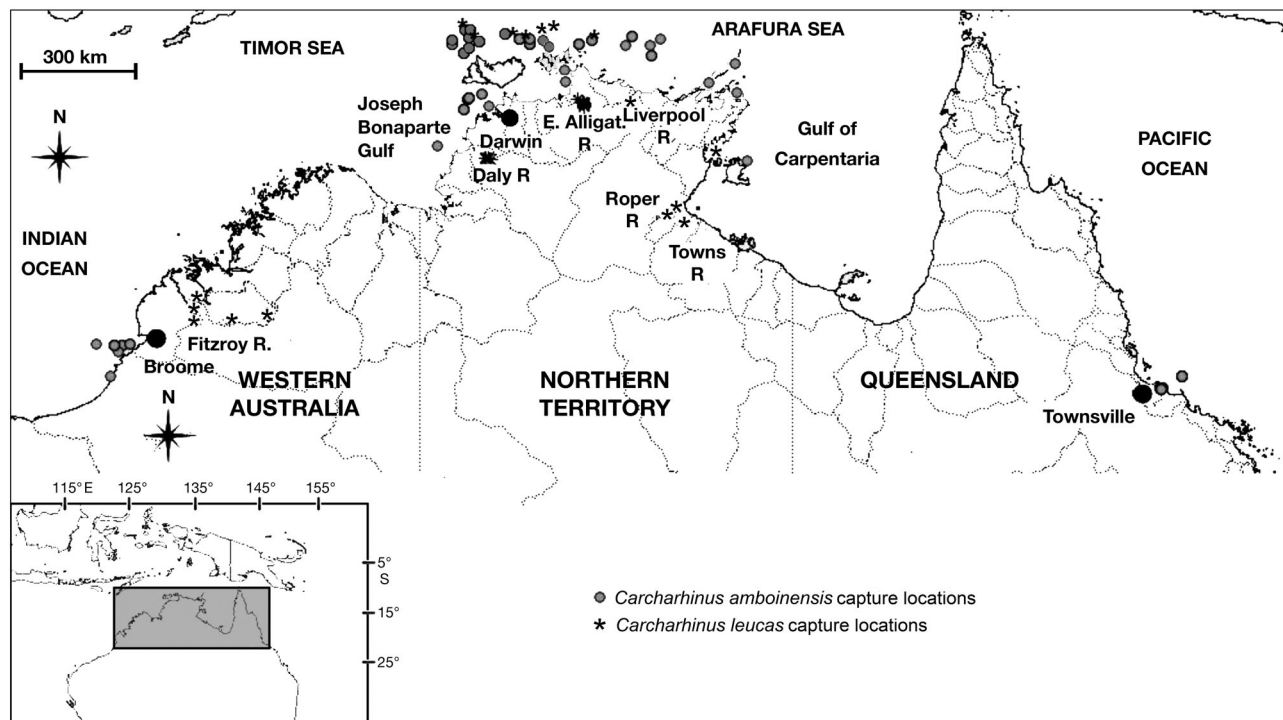 TIMOR SEA
ARAFURA SEA
300 km
N
Joseph
Bonaparte
Gulf
Darwin
E. Alligat.
R
Liverpool
R
Gulf of
Carpentaria
PACIFIC
OCEAN
Daly R
Roper
R
Towns
R
INDIAN
OCEAN
Fitzroy R.
Broome
WESTERN
AUSTRALIA
NORTHERN
TERRITORY
QUEENSLAND
Townsville
N
115° E 125° 135° 145° 155°
5°
S
15°
25°
Carcharhinus amboinensis capture locations
* Carcharhinus leucas capture locations